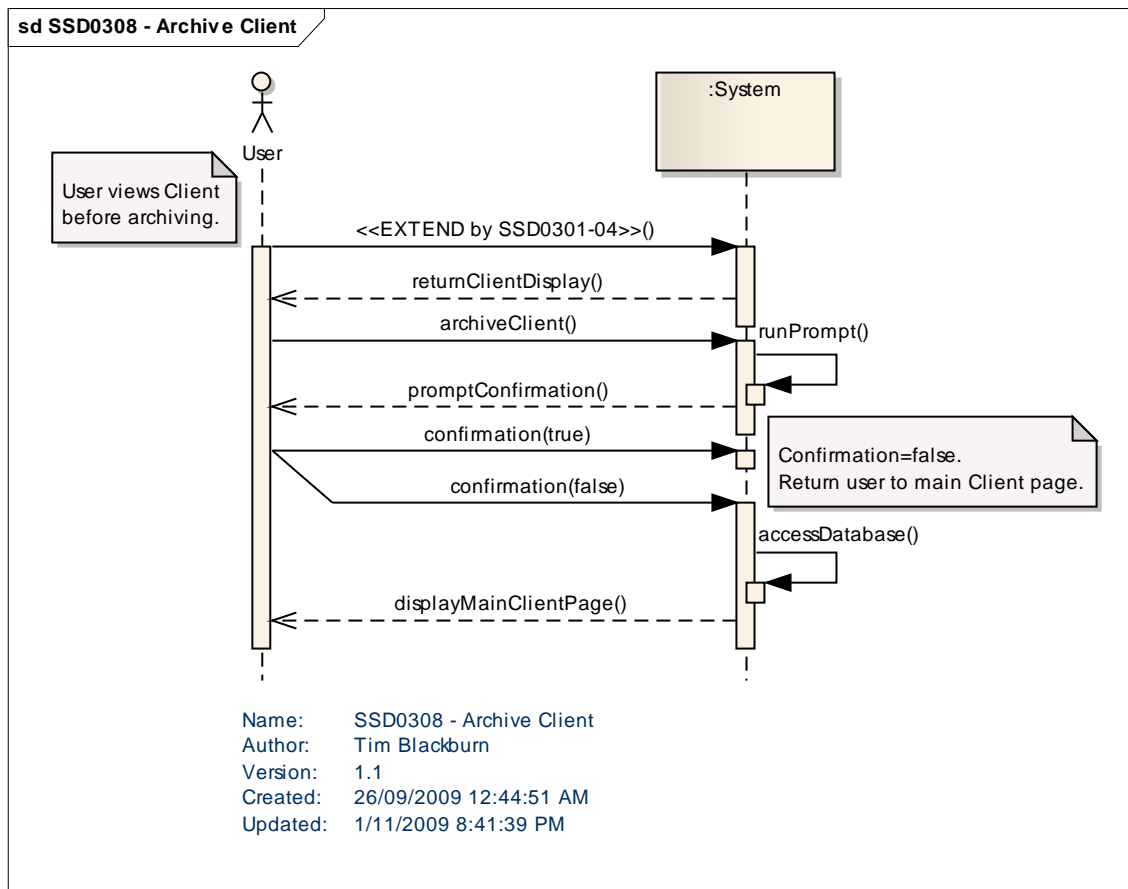 sd SSD0308 - Archive Client
:System
User
User views Client
before archiving.
<<EXTEND by SSD0301-04>>()
returnClientDisplay()
archiveClient()
runPrompt()
promptConfirmation()
confirmation(true)
Confirmation=false.
Return user to main Client page.
confirmation(false)
accessDatabase()
displayMainClientPage()
Name: SSD0308 - Archive Client
Author: Tim Blackburn
Version: 1.1
Created: 26/09/2009 12:44:51 AM
Updated: 1/11/2009 8:41:39 PM